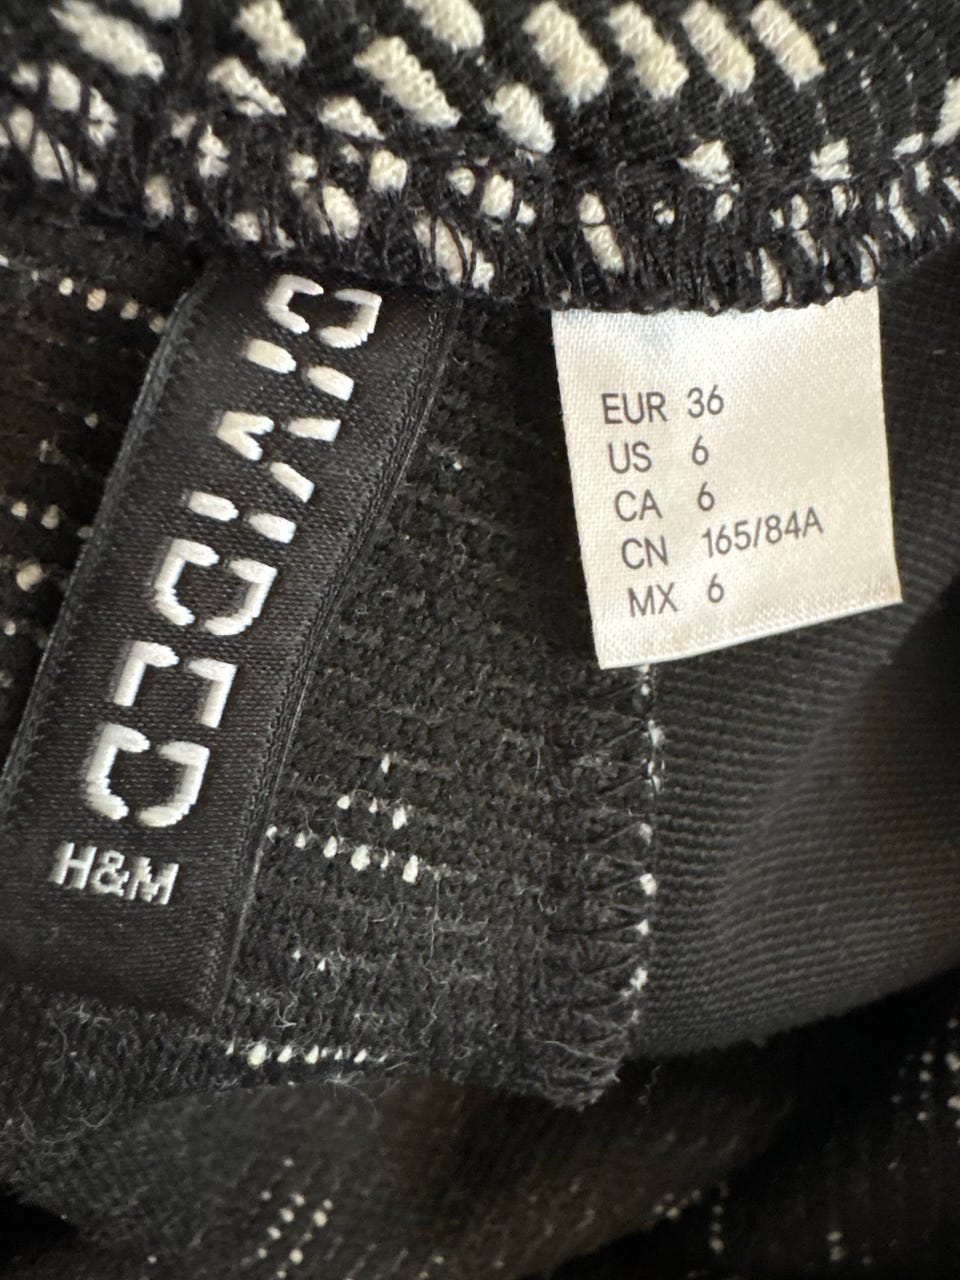 DIVIDED
H&M
EUR 36
US 6
CA 6
CN 165/84A
MX 6